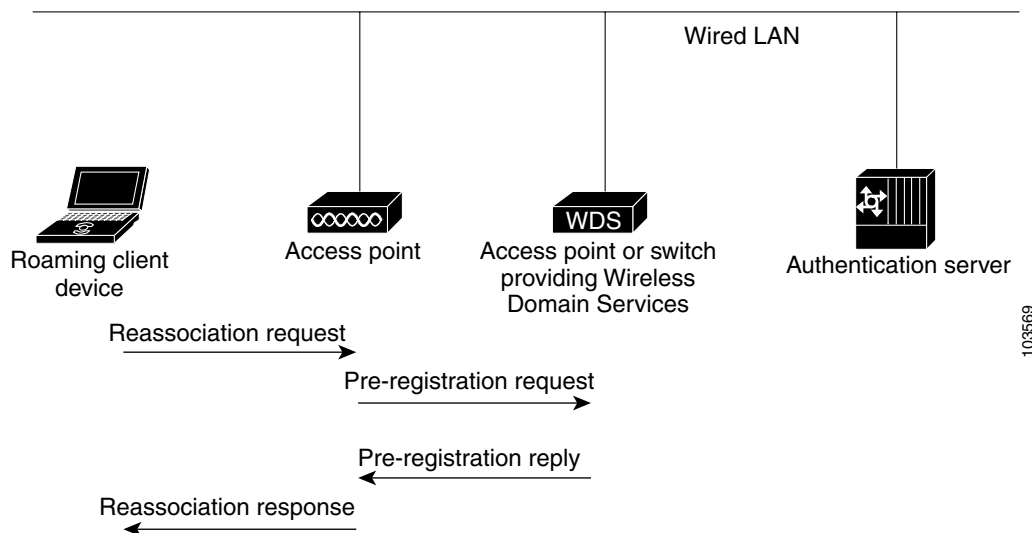 Wired LAN
WDS
Roaming client
device
Access point
Access point or switch
providing Wireless
Domain Services
Authentication server
103569
Reassociation request
Pre-registration request
Pre-registration reply
Reassociation response